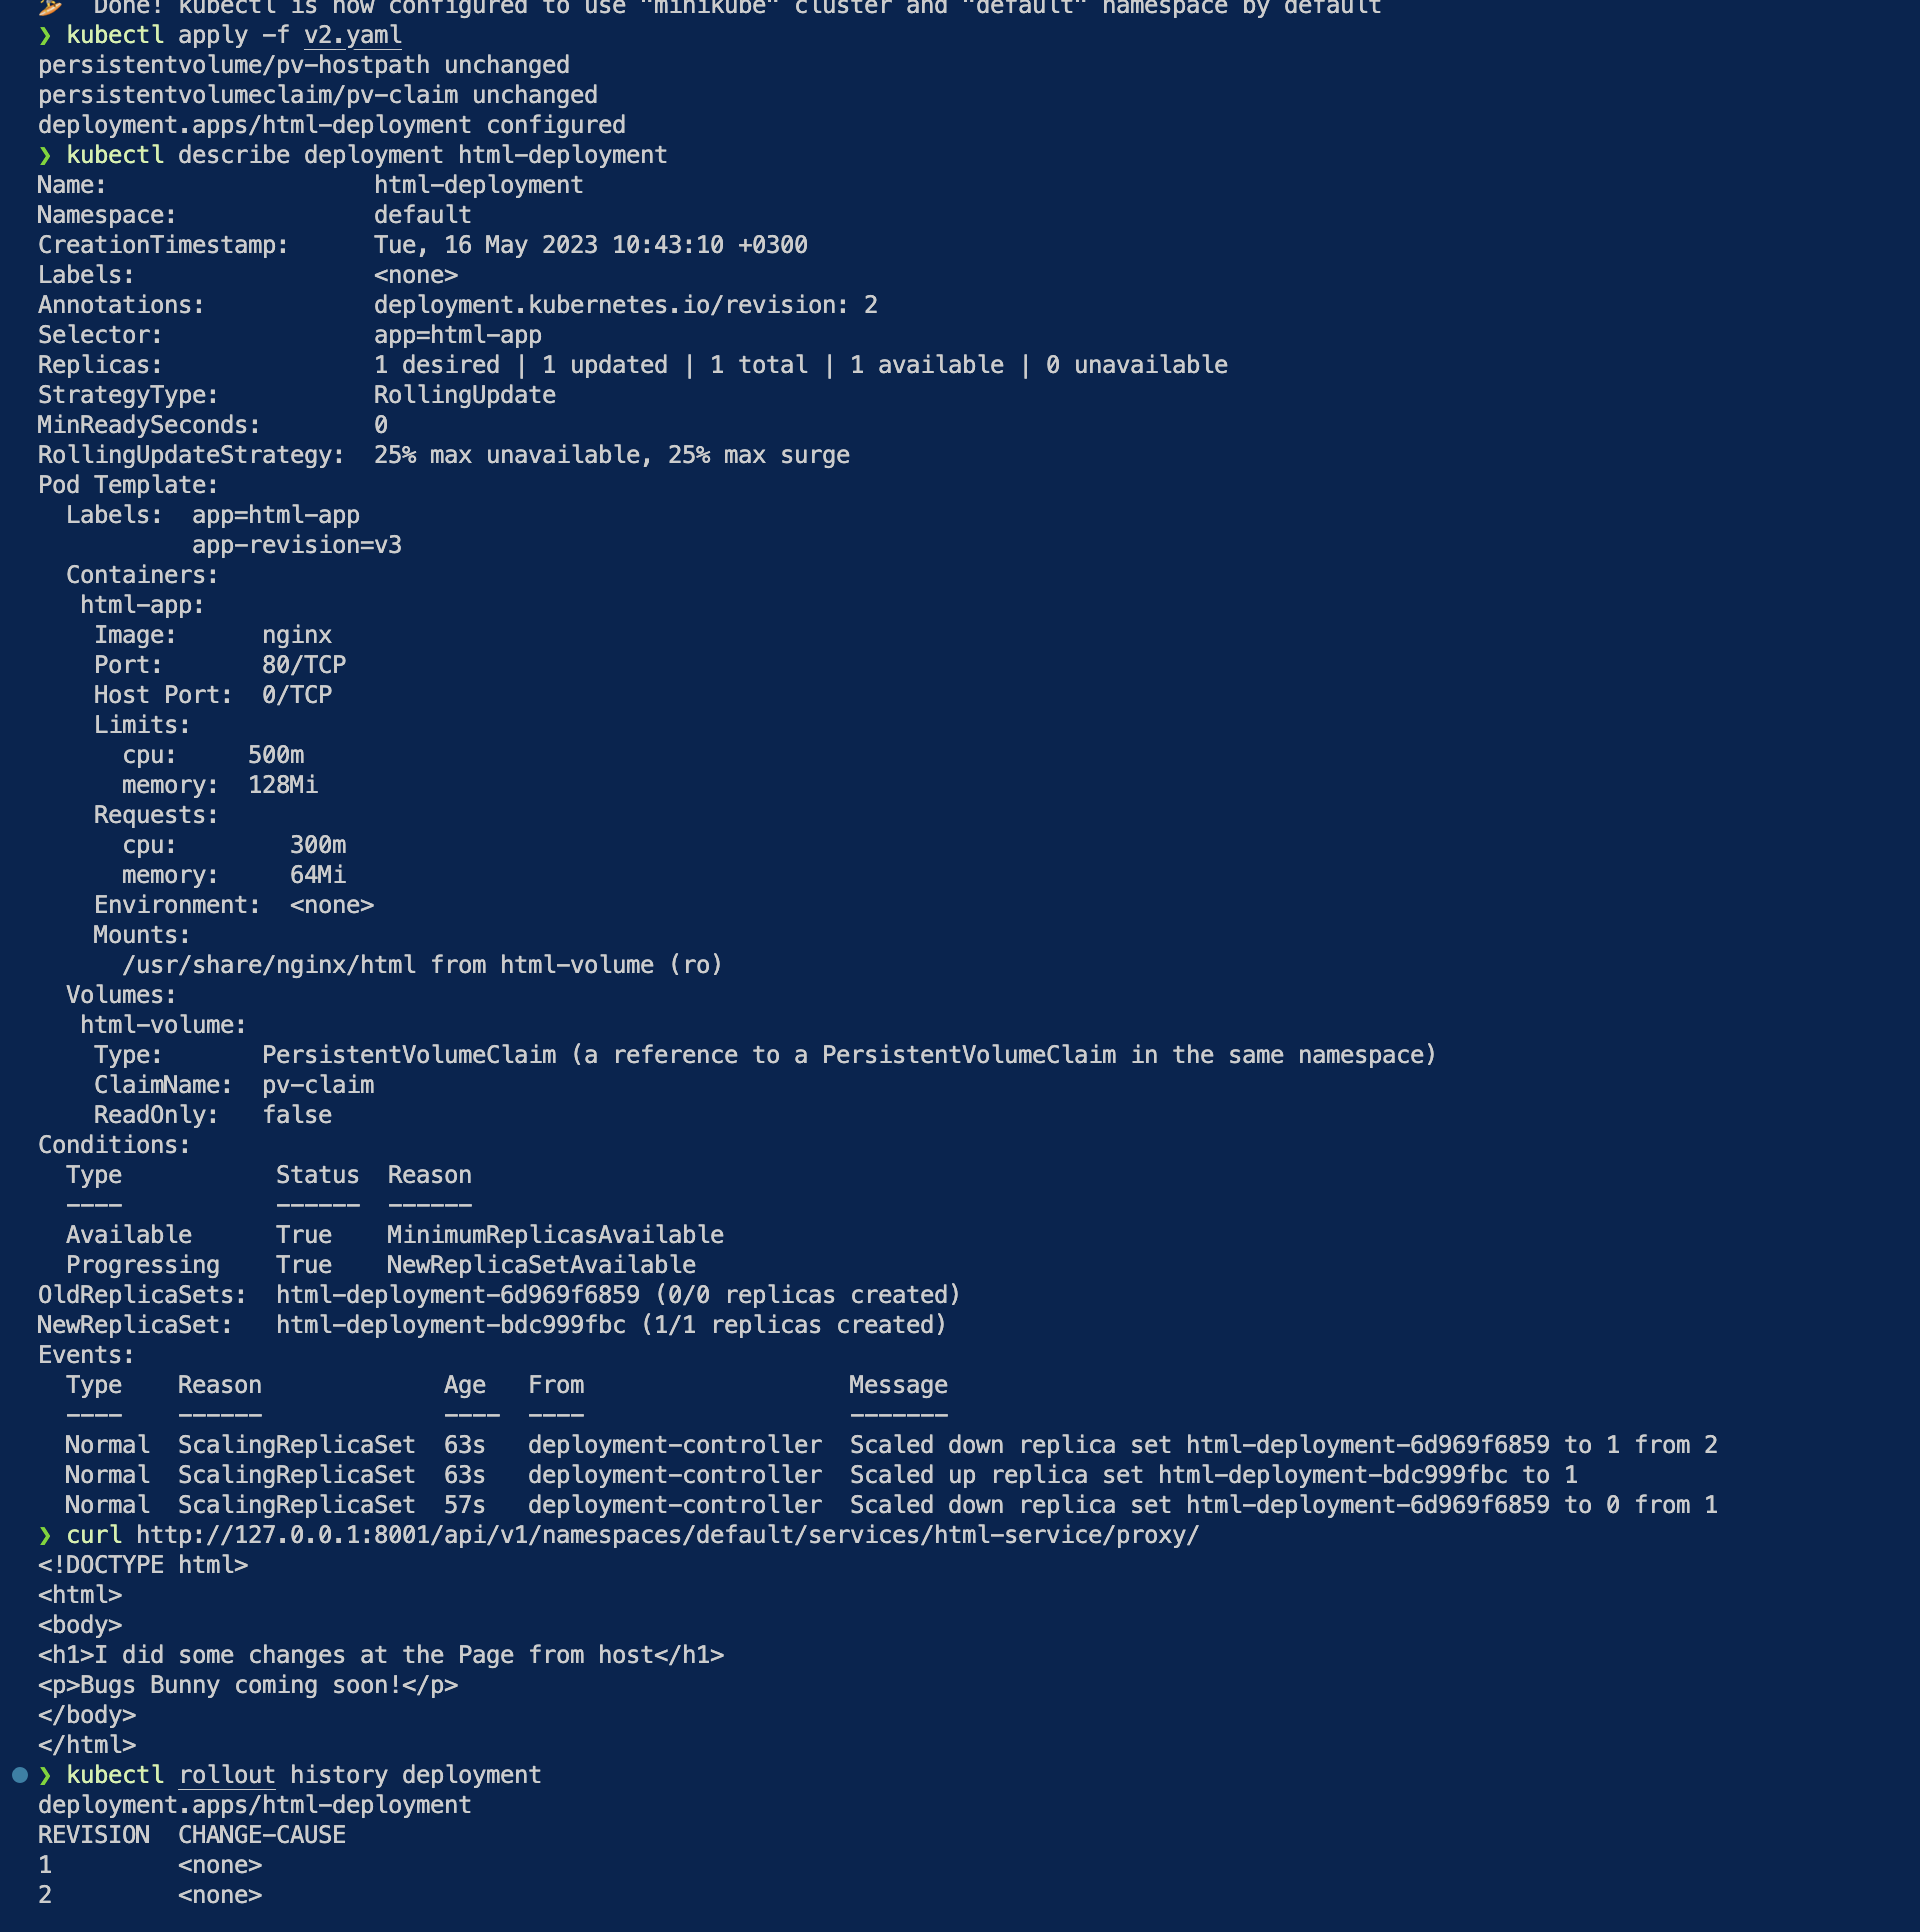 Done! kubectl is now configured to use "minikube" cluster and "default" namespace by default
❯ kubectl apply -f v2.yaml
persistentvolume/pv-hostpath unchanged
persistentvolumeclaim/pv-claim unchanged
deployment.apps/html-deployment configured
❯ kubectl describe deployment html-deployment
Name:                   html-deployment
Namespace:              default
CreationTimestamp:      Tue, 16 May 2023 10:43:10 +0300
Labels:                 <none>
Annotations:            deployment.kubernetes.io/revision: 2
Selector:               app=html-app
Replicas:               1 desired | 1 updated | 1 total | 1 available | 0 unavailable
StrategyType:           RollingUpdate
MinReadySeconds:        0
RollingUpdateStrategy:  25% max unavailable, 25% max surge
Pod Template:
  Labels:  app=html-app
           app-revision=v3
  Containers:
   html-app:
    Image:      nginx
    Port:       80/TCP
    Host Port:  0/TCP
    Limits:
      cpu:     500m
      memory:  128Mi
    Requests:
      cpu:        300m
      memory:     64Mi
    Environment:  <none>
    Mounts:
      /usr/share/nginx/html from html-volume (ro)
  Volumes:
   html-volume:
    Type:       PersistentVolumeClaim (a reference to a PersistentVolumeClaim in the same namespace)
    ClaimName:  pv-claim
    ReadOnly:   false
Conditions:
  Type           Status  Reason
  ----           ------  ------
  Available      True    MinimumReplicasAvailable
  Progressing    True    NewReplicaSetAvailable
OldReplicaSets:  html-deployment-6d969f6859 (0/0 replicas created)
NewReplicaSet:   html-deployment-bdc999fbc (1/1 replicas created)
Events:
  Type    Reason             Age   From                   Message
  ----    ------             ----  ----                   -------
  Normal  ScalingReplicaSet  63s   deployment-controller  Scaled down replica set html-deployment-6d969f6859 to 1 from 2
  Normal  ScalingReplicaSet  63s   deployment-controller  Scaled up replica set html-deployment-bdc999fbc to 1
  Normal  ScalingReplicaSet  57s   deployment-controller  Scaled down replica set html-deployment-6d969f6859 to 0 from 1
❯ curl http://127.0.0.1:8001/api/v1/namespaces/default/services/html-service/proxy/
<!DOCTYPE html>
<html>
<body>
<h1>I did some changes at the Page from host</h1>
<p>Bugs Bunny coming soon!</p>
</body>
</html>
❯ kubectl rollout history deployment
deployment.apps/html-deployment
REVISION  CHANGE-CAUSE
1         <none>
2         <none>